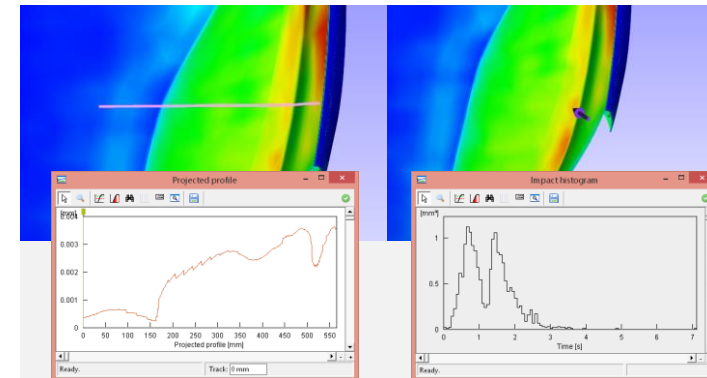 Projected profile
[mm]
0.004
0.003
0.002
0.001
0
0 50 100 150 200 250 300 350 400 450 500 550
Projected profile [mm]
Ready. Track: 0 mm
Impact histogram
[mm³]
1
0.5
0
0 1 2 3 4 5 6 7
Time [s]
Ready.